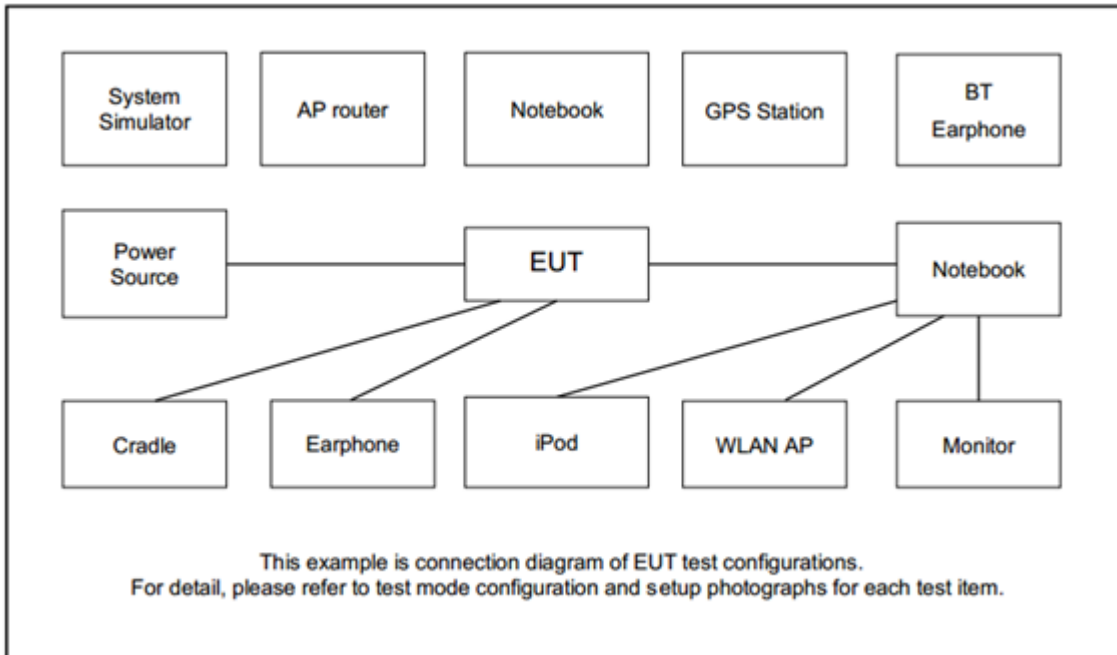 System
Simulator
AP router
Notebook
GPS Station
BT
Earphone
Power
Source
EUT
Notebook
Cradle
Earphone
iPod
WLAN AP
Monitor
This example is connection diagram of EUT test configurations.
For detail, please refer to test mode configuration and setup photographs for each test item.